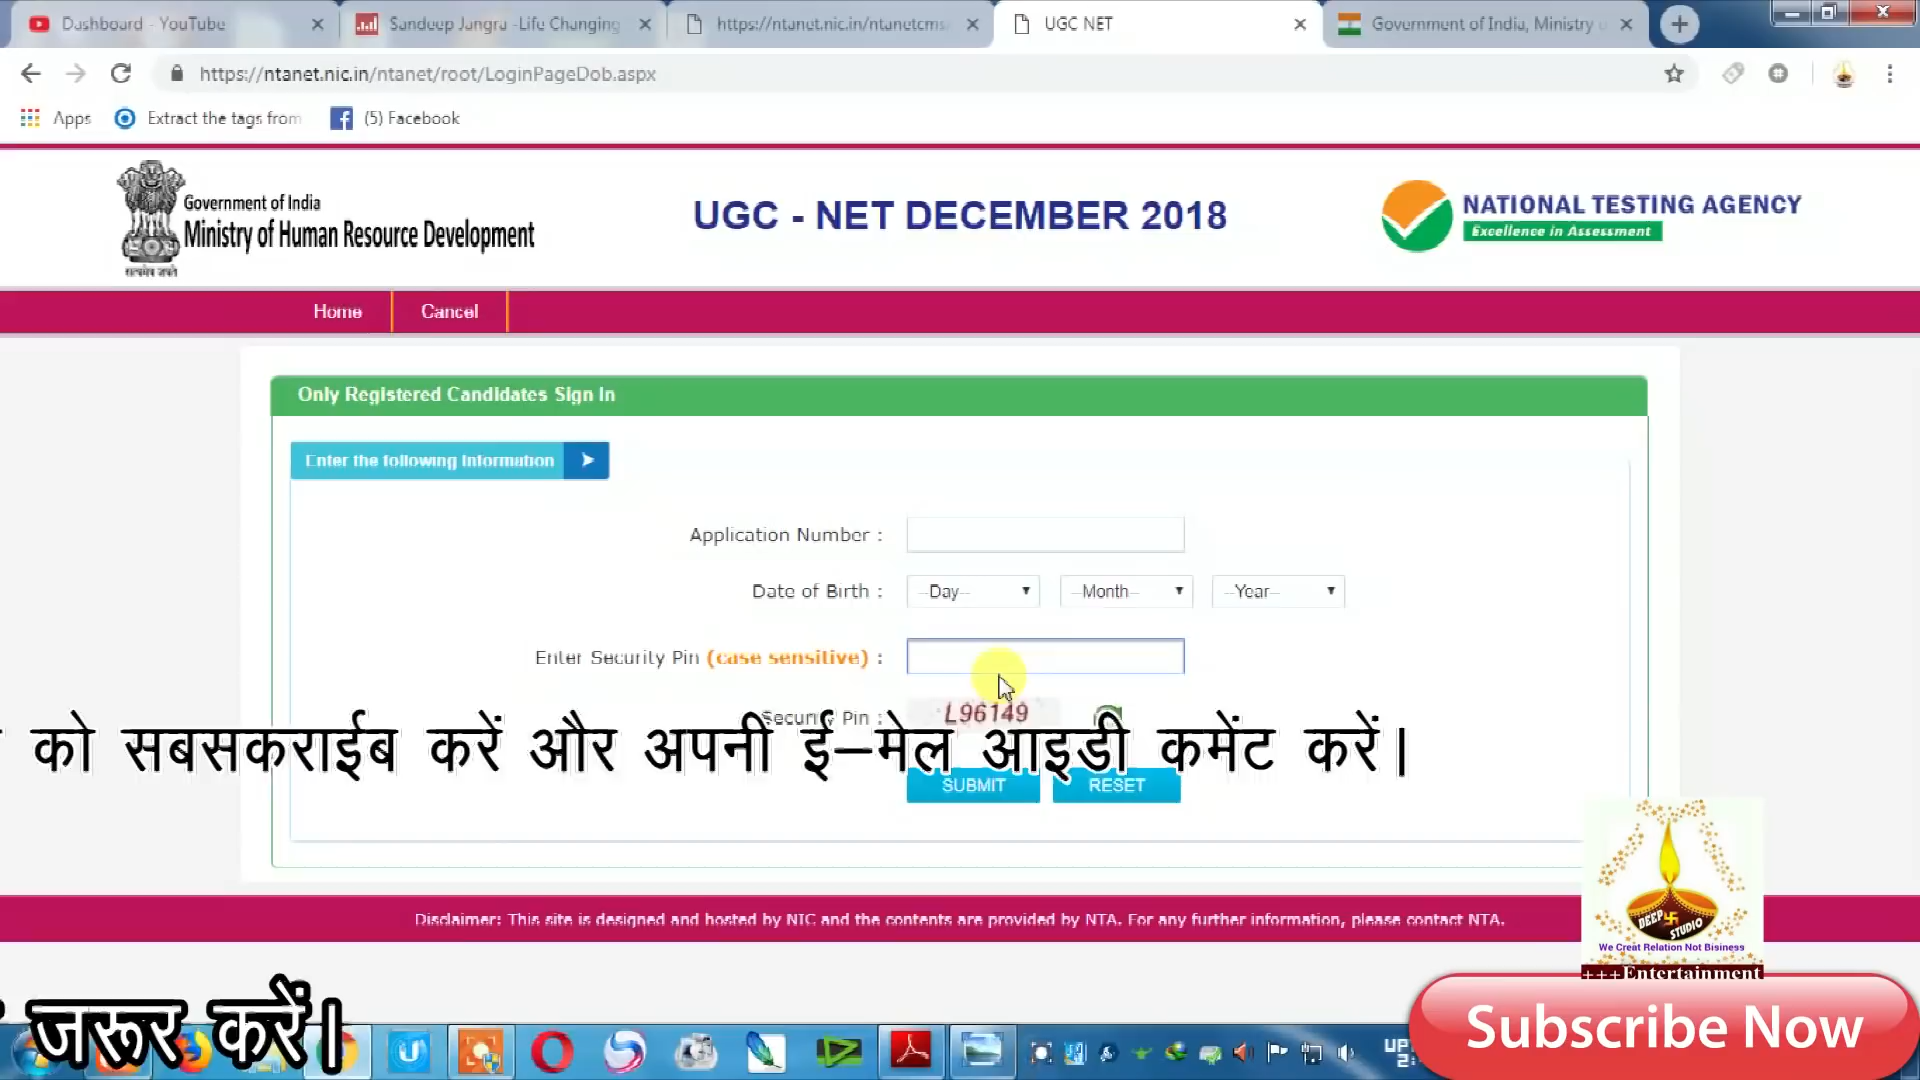 Dashboard - YouTube
Sandeep Jangra -Life Changing
https://ntanet.nic.in/ntanetcms
UGC NET
Government of India, Ministry o
https://ntanet.nic.in/ntanet/root/LoginPageDob.aspx
Apps
Extract the tags from
(5) Facebook
Government of India
Ministry of Human Resource Development
सत्यमेव जयते
UGC - NET DECEMBER 2018
NATIONAL TESTING AGENCY
Excellence in Assessment
Home
Cancel
Only Registered Candidates Sign In
Enter the following Information
Application Number :
Date of Birth :
--Day--
--Month--
--Year--
Enter Security Pin (case sensitive) :
Security Pin :
L96149
को सबसकराईब करें और अपनी ई-मेल आइडी कमेंट करें।
SUBMIT
RESET
DEEP STUDIO
We Creat Relation Not Bisiness
+++Entertainment
Disclaimer: This site is designed and hosted by NIC and the contents are provided by NTA. For any further information, please contact NTA.
जरूर करें।
Subscribe Now